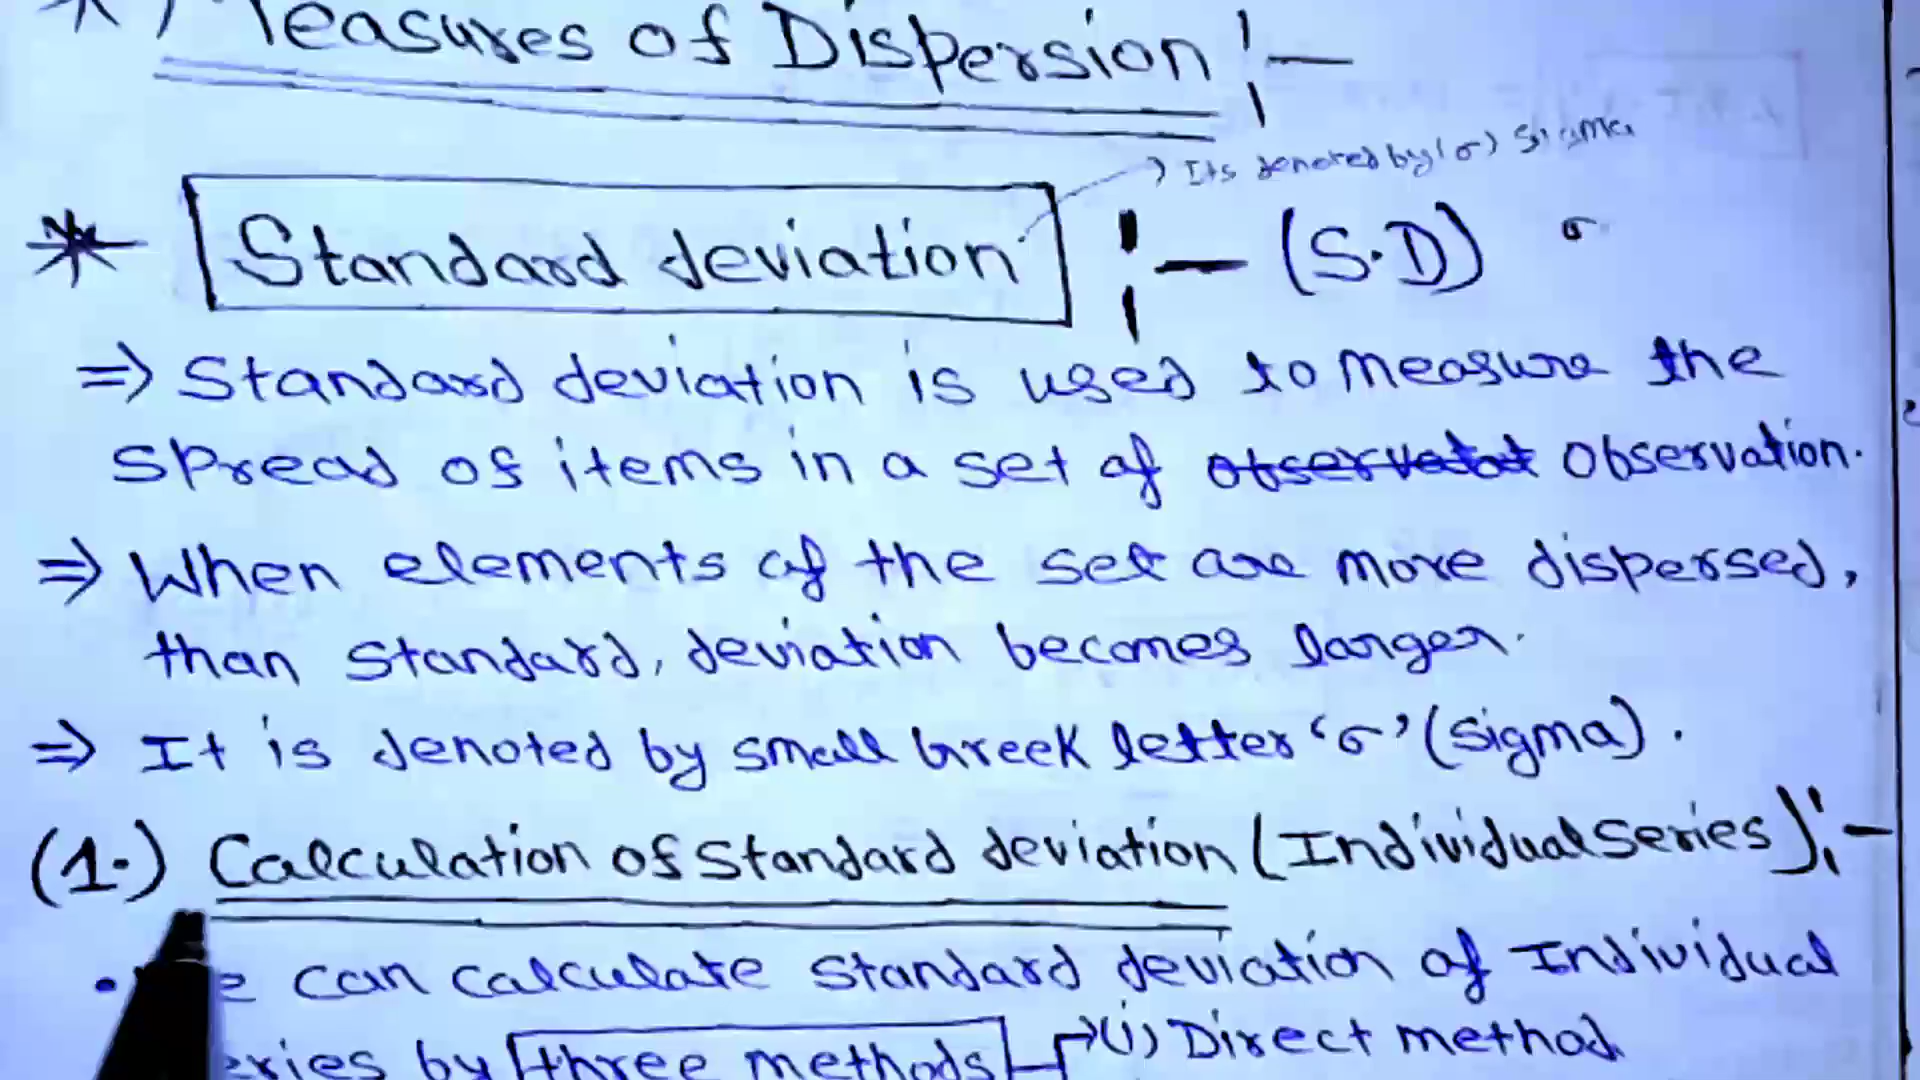 Measures of Dispersion :-
Its denoted by (σ) Sigma
* Standard deviation :- (S.D) σ
=> Standard deviation is used to measure the
spread of items in a set of observation.
=> When elements of the set are more dispersed,
than standard, deviation becomes larger.
=> It is denoted by small Greek letter 'σ' (sigma).
(1.) Calculation of Standard deviation (Individual Series) :-
• can calculate standard deviation of Individual
by three methods (i) Direct method